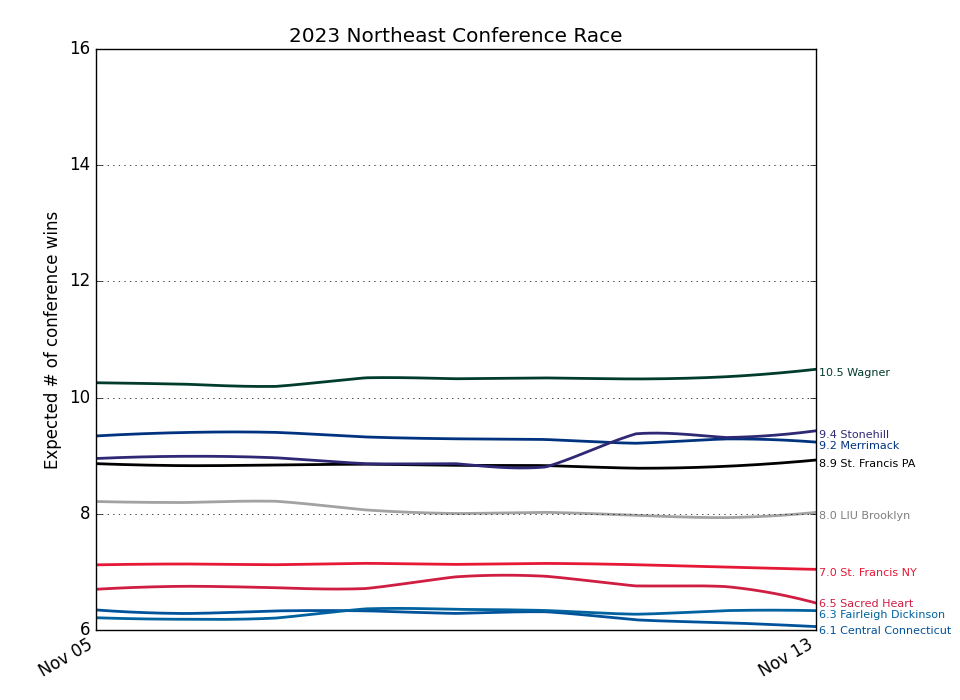 2023 Northeast Conference Race
Expected # of conference wins
16
14
12
10
8
6
Nov 05
Nov 13
10.5 Wagner
9.4 Stonehill
9.2 Merrimack
8.9 St. Francis PA
8.0 LIU Brooklyn
7.0 St. Francis NY
6.5 Sacred Heart
6.3 Fairleigh Dickinson
6.1 Central Connecticut